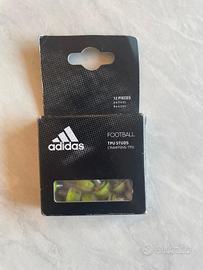 12 PIECES
adidas
FOOTBALL
TPU STUDS
CRAMPONS TPU